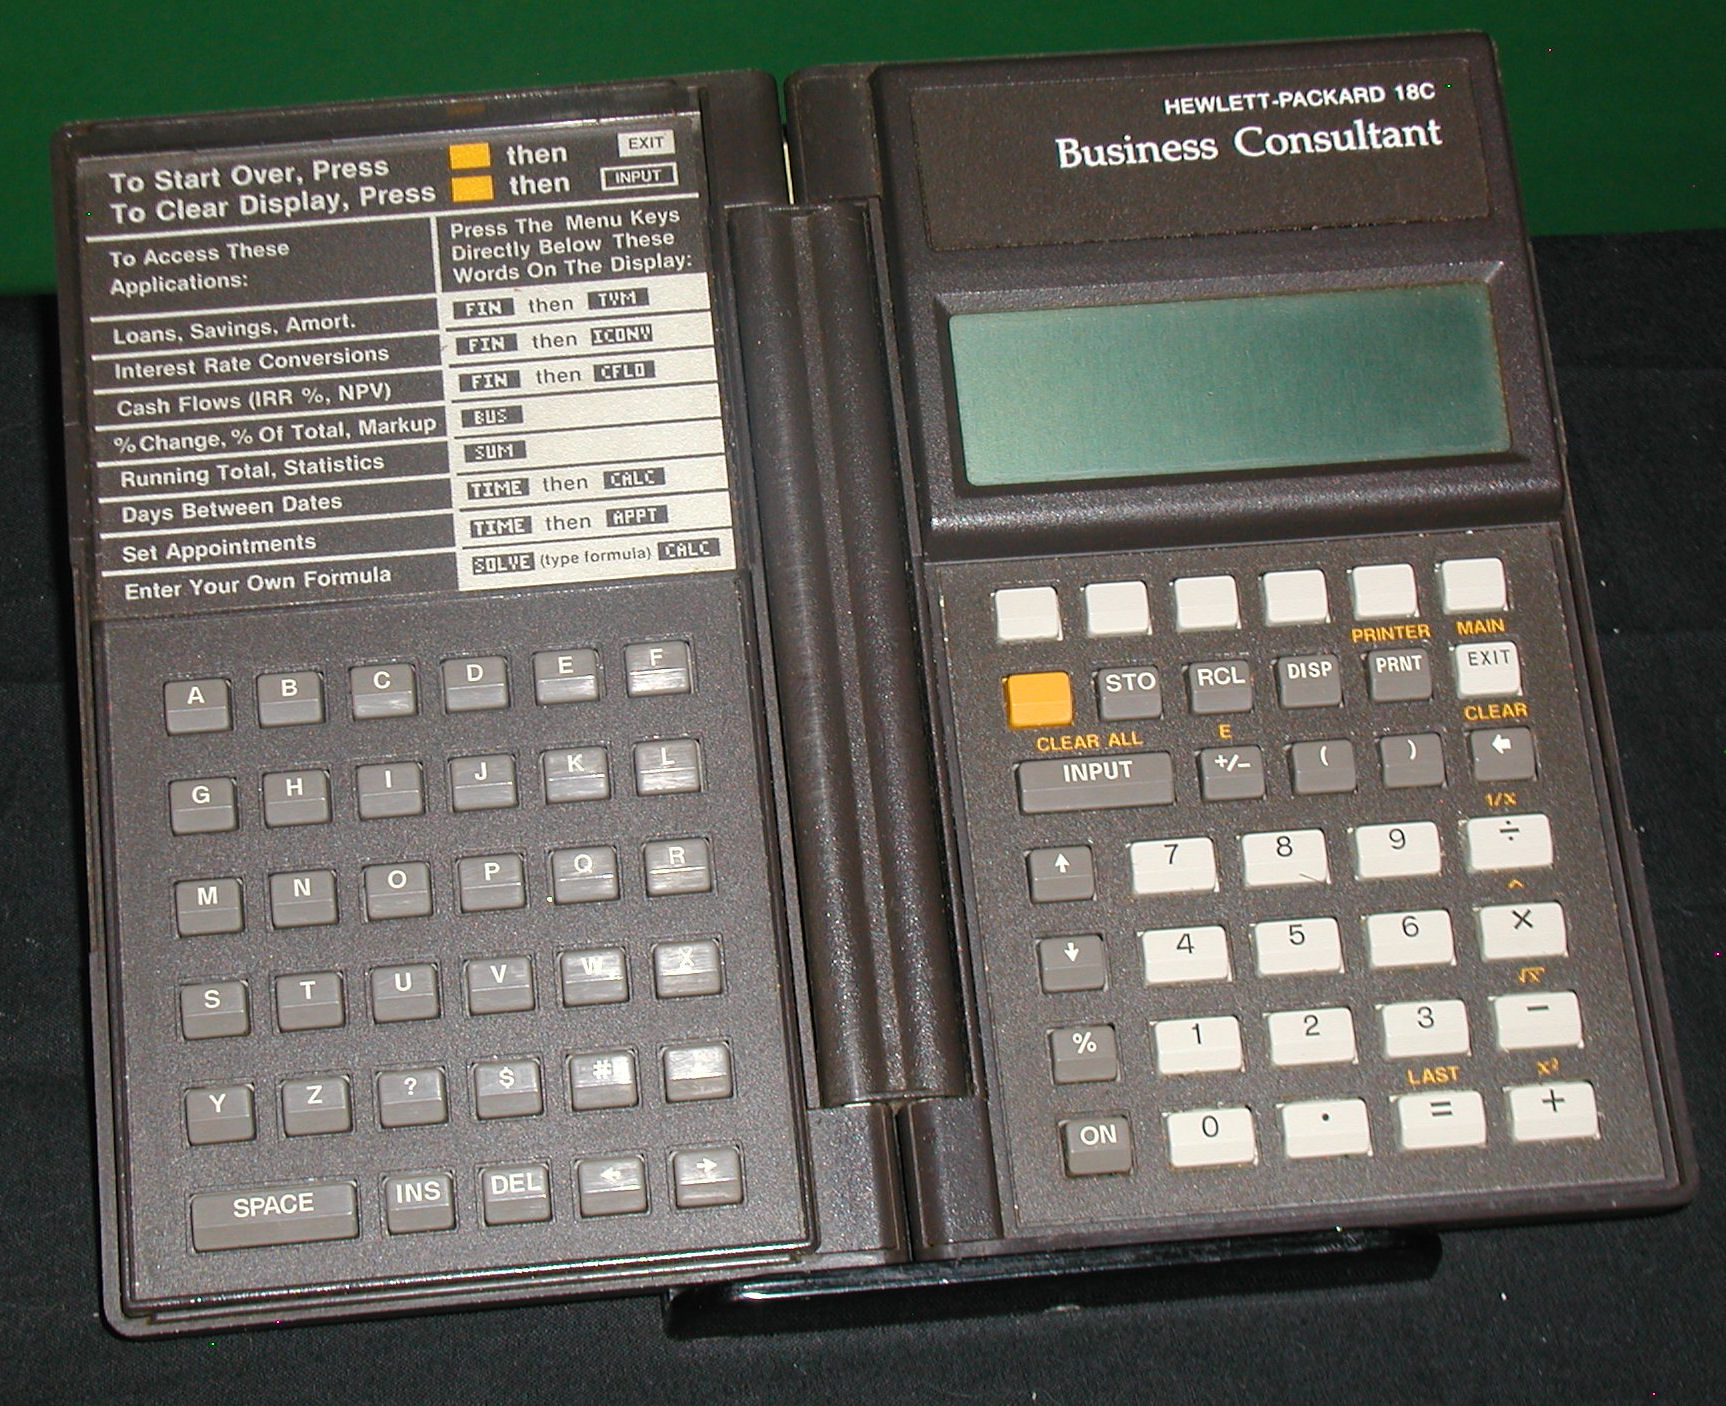 To Start Over, Press then EXIT
To Clear Display, Press then INPUT
To Access These
Applications:
Press The Menu Keys
Directly Below These
Words On The Display:
Loans, Savings, Amort. FIN then TVM
Interest Rate Conversions FIN then ICONV
Cash Flows (IRR %, NPV) FIN then CFLO
% Change, % Of Total, Markup BUS
Running Total, Statistics SUM
Days Between Dates TIME then CALC
Set Appointments TIME then APPT
Enter Your Own Formula SOLVE (type formula) CALC
A B C D E F
G H I J K L
M N O P Q R
S T U V W X
Y Z ? $ #
SPACE INS DEL ← →
HEWLETT-PACKARD 18C
Business Consultant
PRINTER MAIN
STO RCL DISP PRNT EXIT
CLEAR ALL E CLEAR
INPUT +/− ( ) ←
1/X
↑ 7 8 9 ÷
^
↓ 4 5 6 ×
√X
% 1 2 3 −
LAST X²
ON 0 . = +